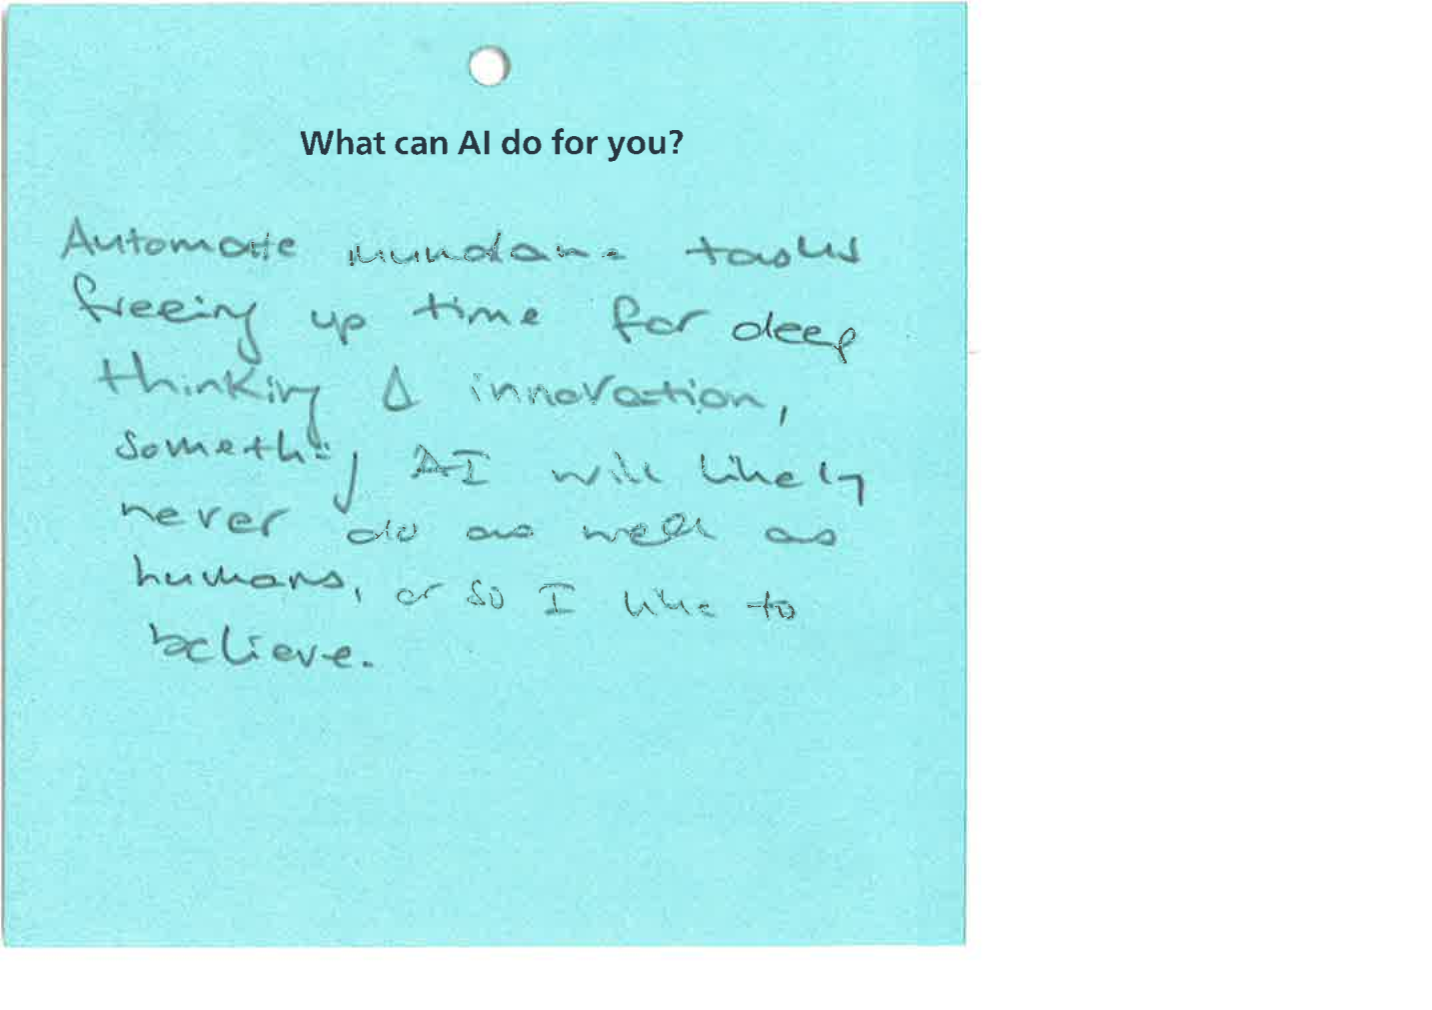 What can AI do for you?
Automate mundane tasks
freeing up time for deep
thinking & innovation,
something AI will likely
never do as well as
humans, or so I like to
believe.